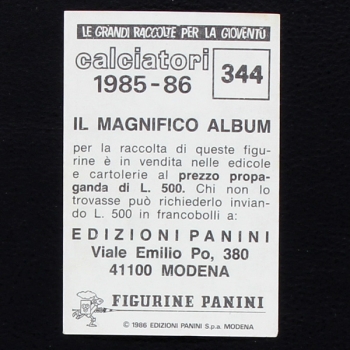 LE GRANDI RACCOLTE PER LA GIOVENTÙ
calciatori
1985-86
344
IL MAGNIFICO ALBUM
per la raccolta di queste figu-
rine è in vendita nelle edicole
e cartolerie al prezzo propa-
ganda di L. 500. Chi non lo
trovasse può richiederlo invian-
do L. 500 in francobolli a:
EDIZIONI PANINI
Viale Emilio Po, 380
41100 MODENA
FIGURINE PANINI
© 1986 EDIZIONI PANINI S.p.a. MODENA